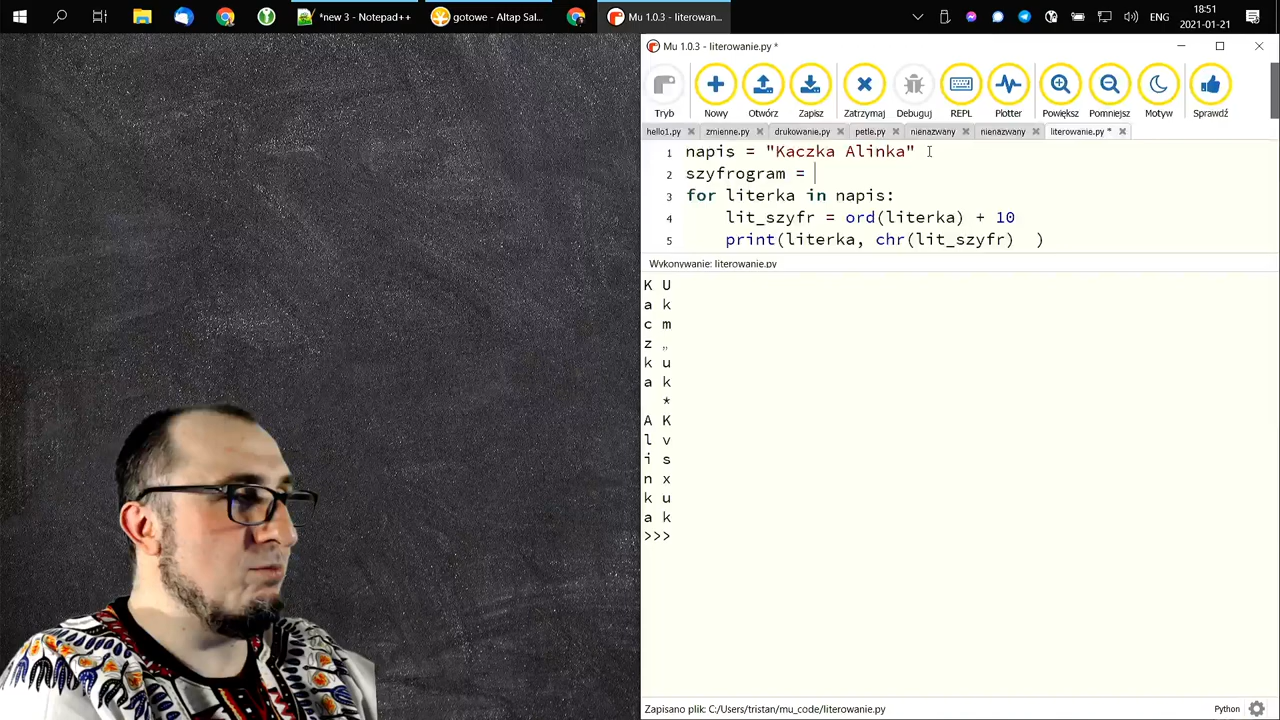 *new 3 - Notepad++
gotowe - Altap Sal...
Mu 1.0.3 - literowan...
ENG
18:51
2021-01-21
Mu 1.0.3 - literowanie.py *
Tryb
Nowy
Otwórz
Zapisz
Zatrzymaj
Debuguj
REPL
Plotter
Powiększ
Pomniejsz
Motyw
Sprawdź
hello1.py
zmienne.py
drukowanie.py
petle.py
nienazwany
nienazwany
literowanie.py *
1 napis = "Kaczka Alinka"
2 szyfrogram =
3 for literka in napis:
4 lit_szyfr = ord(literka) + 10
5 print(literka, chr(lit_szyfr) )
Wykonywanie: literowanie.py
K U
a k
c m
z „
k u
a k
*
A K
l v
i s
n x
k u
a k
>>>
Zapisano plik: C:/Users/tristan/mu_code/literowanie.py
Python